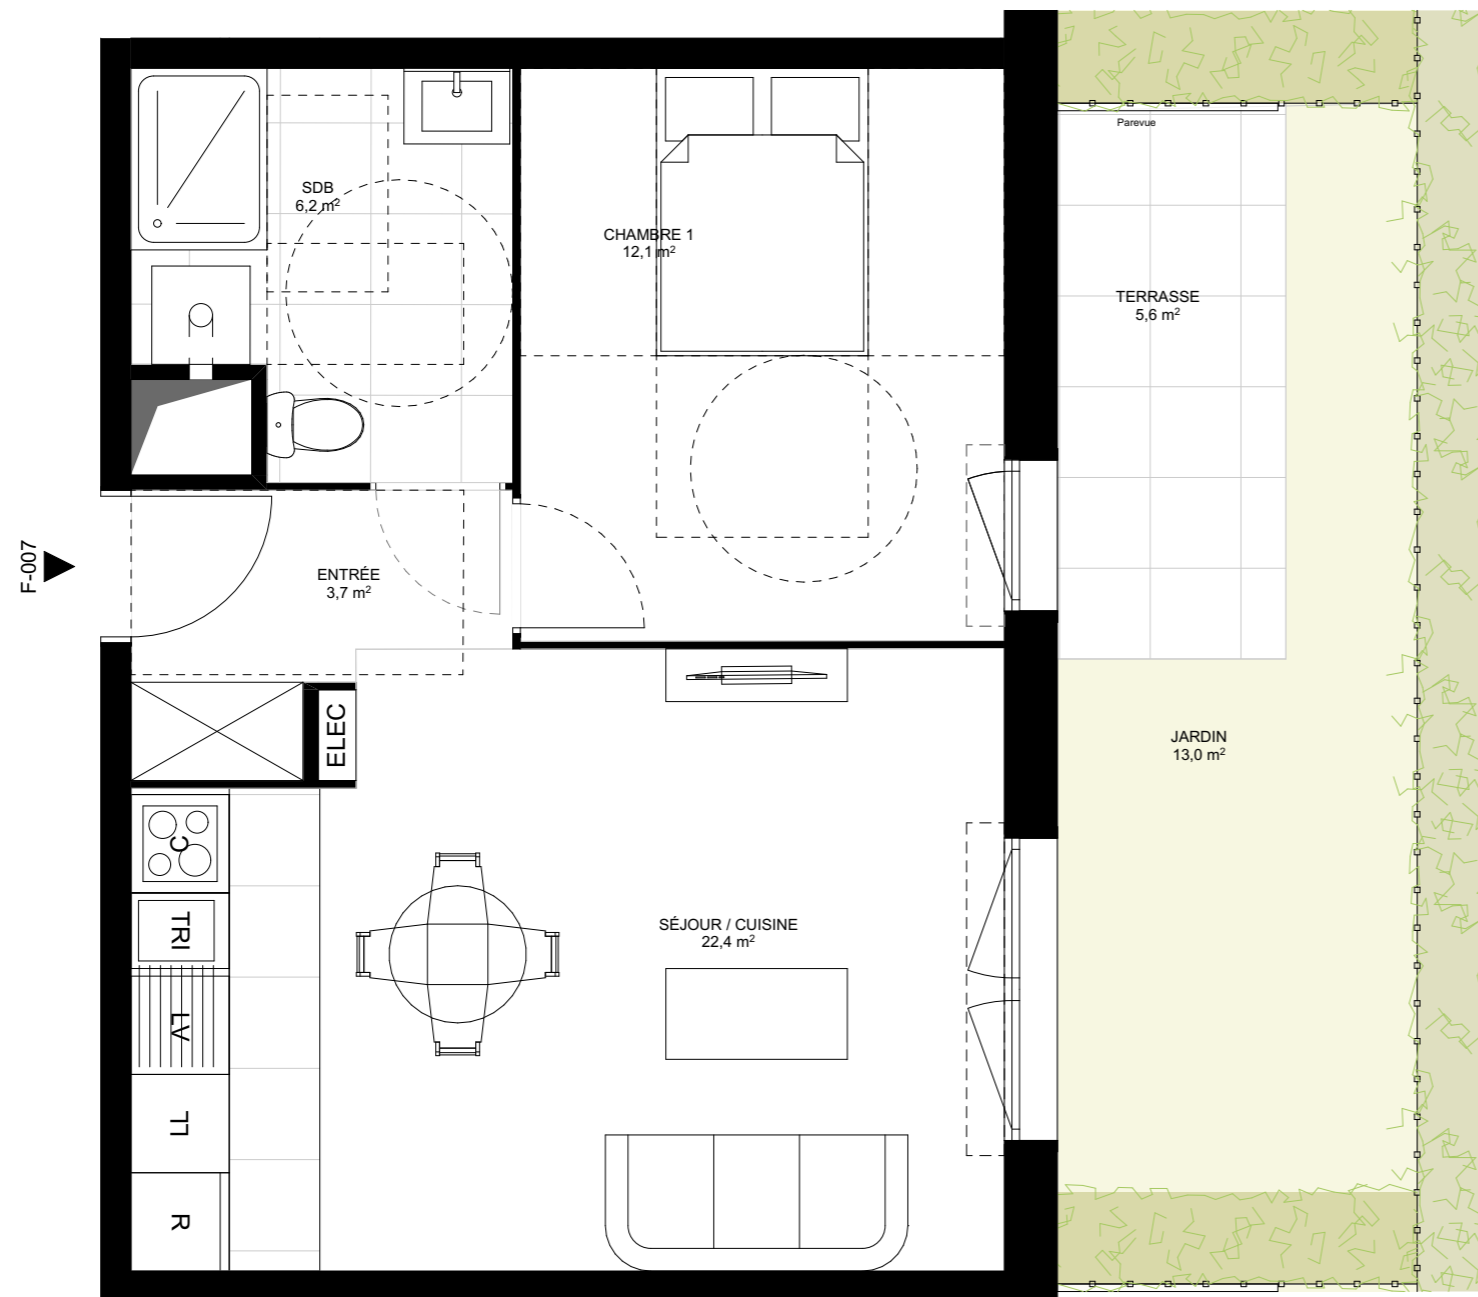 Parevue
SDB
6,2 m²
CHAMBRE 1
12,1 m²
TERRASSE
5,6 m²
F-007
ENTRÉE
3,7 m²
ELEC
JARDIN
13,0 m²
C
TRI
SÉJOUR / CUISINE
22,4 m²
LV
LL
R